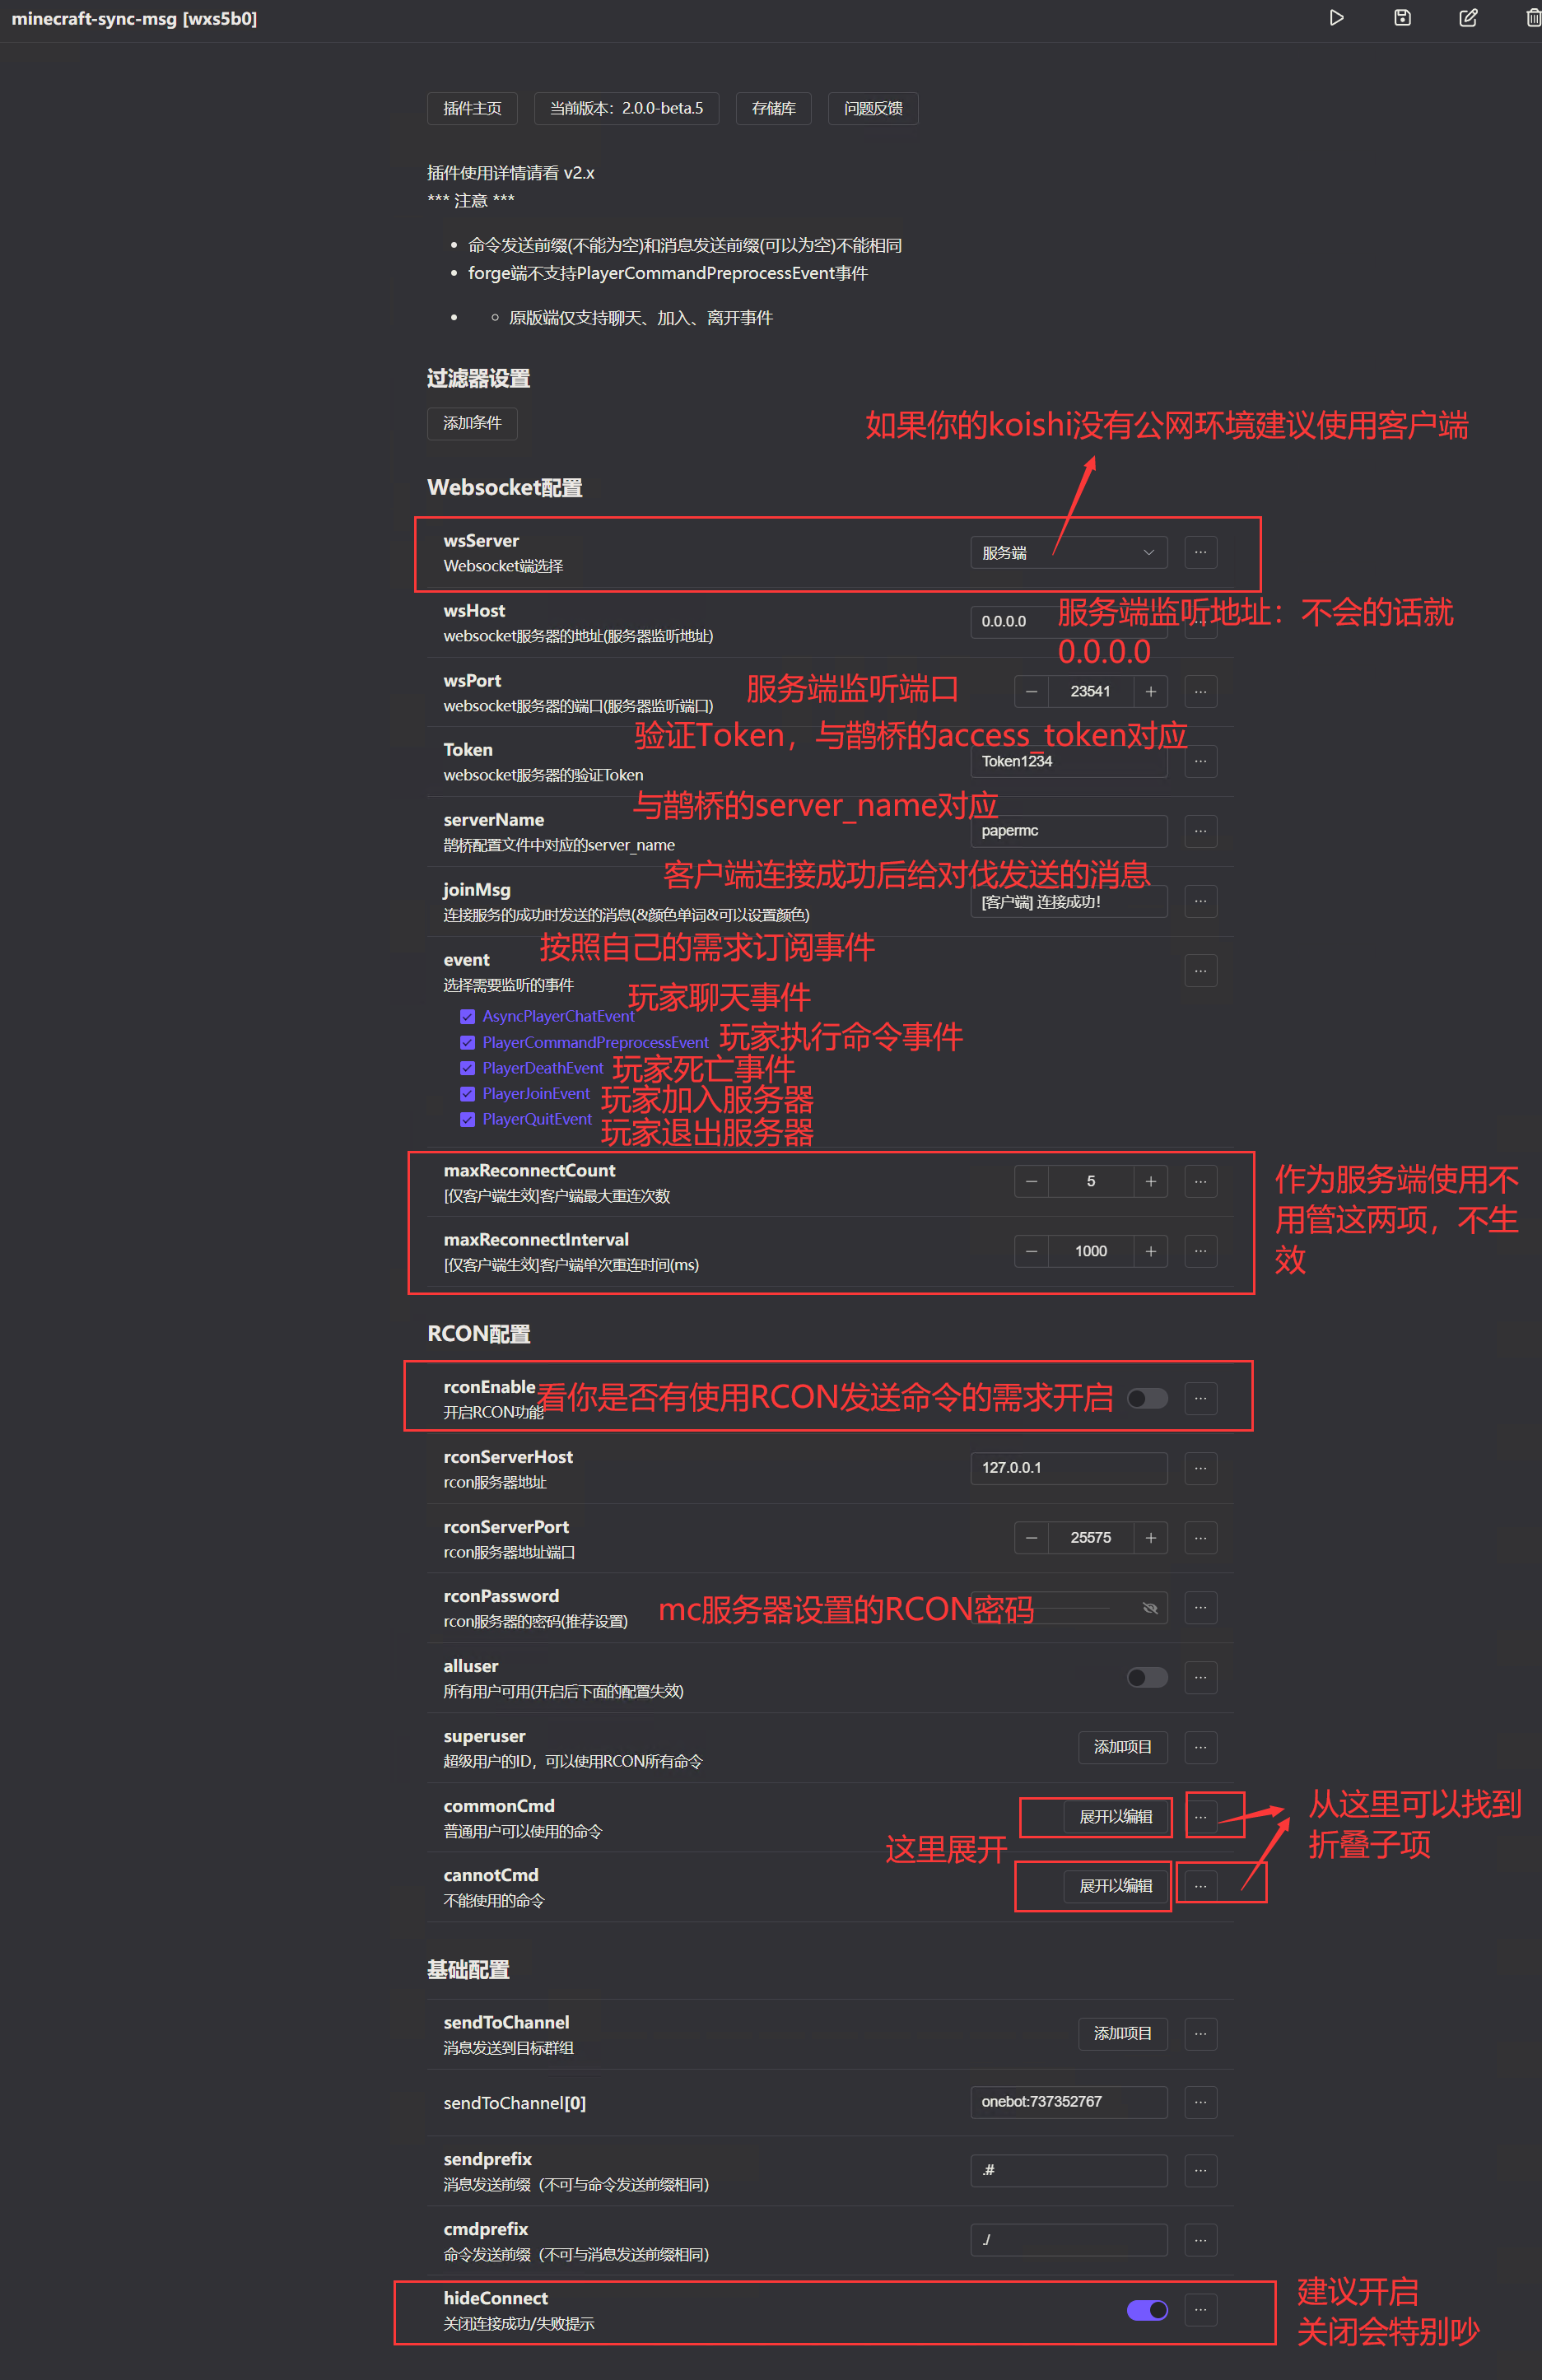 minecraft-sync-msg [wxs5b0]
插件主页 当前版本：2.0.0-beta.5 存储库 问题反馈
插件使用详情请看 v2.x
*** 注意 ***
命令发送前缀(不能为空)和消息发送前缀(可以为空)不能相同
forge端不支持PlayerCommandPreprocessEvent事件
原版端仅支持聊天、加入、离开事件
过滤器设置
添加条件
如果你的koishi没有公网环境建议使用客户端
Websocket配置
wsServer
Websocket端选择
服务端
wsHost
websocket服务器的地址(服务器监听地址)
0.0.0.0
服务端监听地址：不会的话就
0.0.0.0
wsPort
websocket服务器的端口(服务器监听端口)
服务端监听端口
23541
验证Token，与鹊桥的access_token对应
Token
websocket服务器的验证Token
Token1234
与鹊桥的server_name对应
serverName
鹊桥配置文件中对应的server_name
papermc
客户端连接成功后给对伐发送的消息
joinMsg
连接服务的成功时发送的消息(&颜色单词&可以设置颜色)
[客户端] 连接成功！
按照自己的需求订阅事件
event
选择需要监听的事件
玩家聊天事件
AsyncPlayerChatEvent
PlayerCommandPreprocessEvent 玩家执行命令事件
PlayerDeathEvent 玩家死亡事件
PlayerJoinEvent 玩家加入服务器
PlayerQuitEvent 玩家退出服务器
maxReconnectCount
[仅客户端生效]客户端最大重连次数
5
maxReconnectInterval
[仅客户端生效]客户端单次重连时间(ms)
1000
作为服务端使用不
用管这两项，不生
效
RCON配置
rconEnable
开启RCON功能
看你是否有使用RCON发送命令的需求开启
rconServerHost
rcon服务器地址
127.0.0.1
rconServerPort
rcon服务器地址端口
25575
rconPassword
rcon服务器的密码(推荐设置)
mc服务器设置的RCON密码
alluser
所有用户可用(开启后下面的配置失效)
superuser
超级用户的ID，可以使用RCON所有命令
添加项目
commonCmd
普通用户可以使用的命令
展开以编辑
从这里可以找到
折叠子项
这里展开
cannotCmd
不能使用的命令
展开以编辑
基础配置
sendToChannel
消息发送到目标群组
添加项目
sendToChannel[0]
onebot:737352767
sendprefix
消息发送前缀（不可与命令发送前缀相同）
.#
cmdprefix
命令发送前缀（不可与消息发送前缀相同）
./
hideConnect
关闭连接成功/失败提示
建议开启
关闭会特别吵